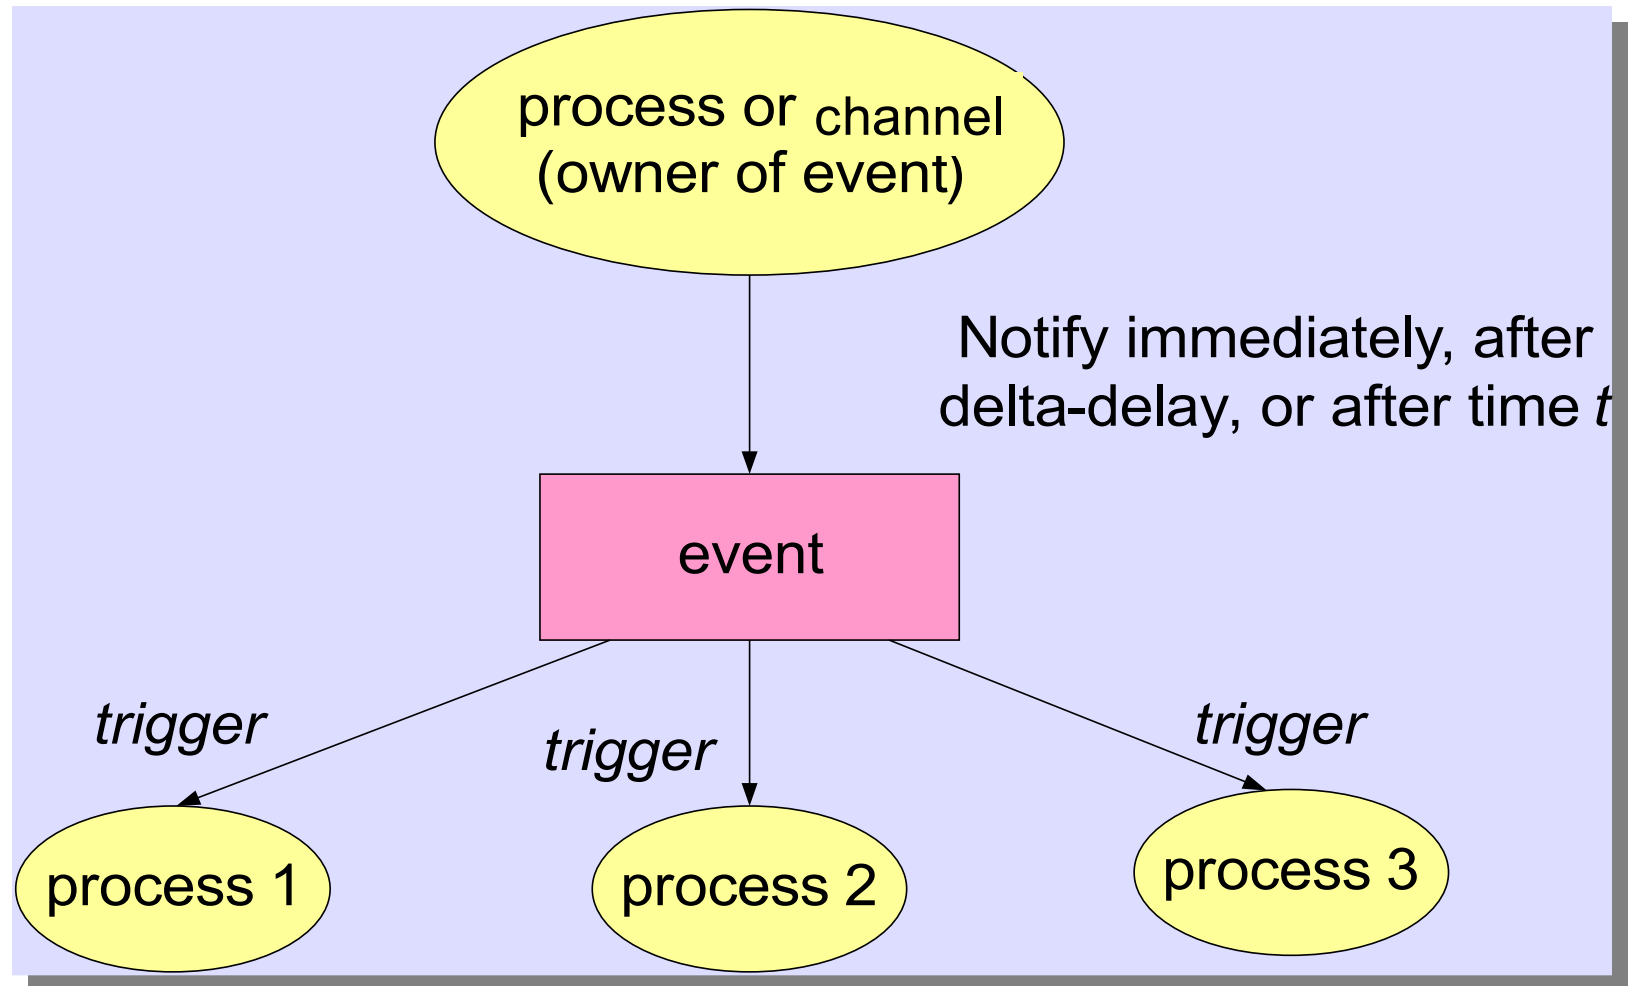 process or channel
(owner of event)
Notify immediately, after
delta-delay, or after time t
event
trigger
trigger
trigger
process 1
process 2
process 3